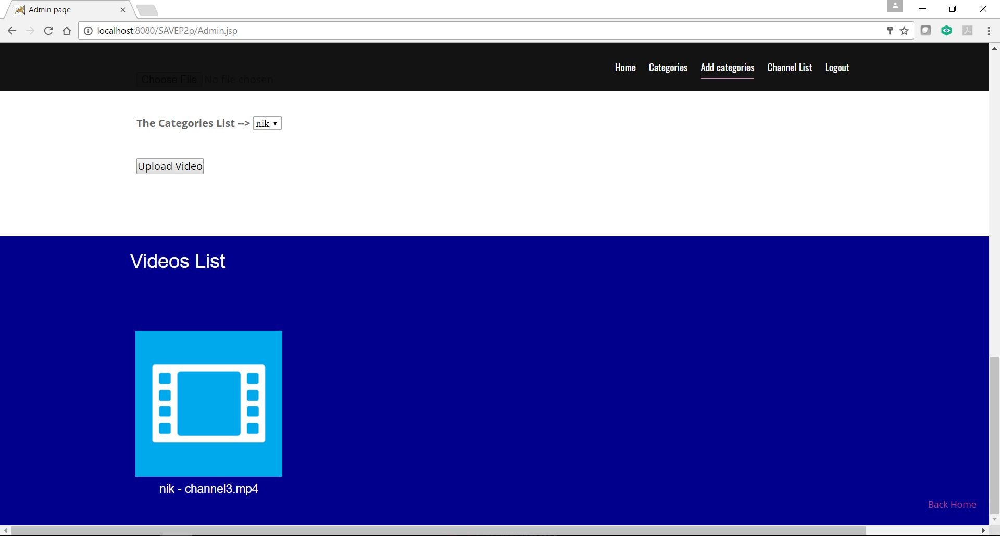 Admin page
localhost:8080/SAVEP2p/Admin.jsp
Home Categories Add categories Channel List Logout
Choose File No file chosen
The Categories List --> nik
Upload Video
Videos List
nik - channel3.mp4
Back Home